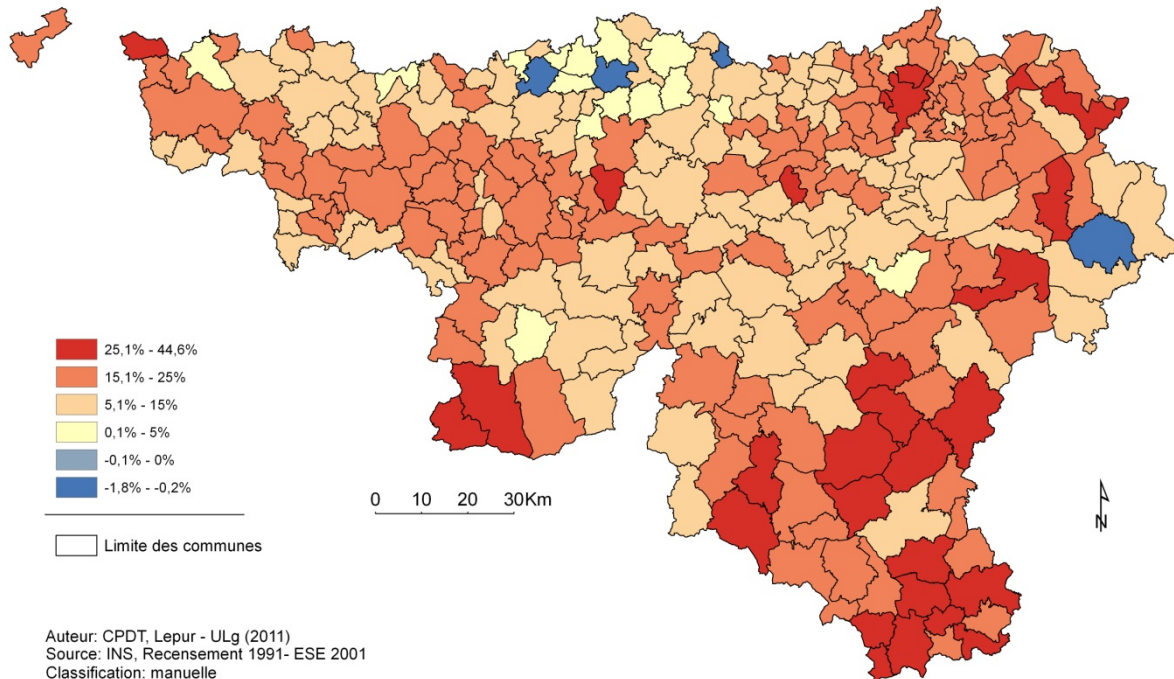 25,1% - 44,6%
15,1% - 25%
5,1% - 15%
0,1% - 5%
-0,1% - 0%
-1,8% - -0,2%
0 10 20 30Km
Limite des communes
N
Auteur: CPDT, Lepur - ULg (2011)
Source: INS, Recensement 1991- ESE 2001
Classification: manuelle